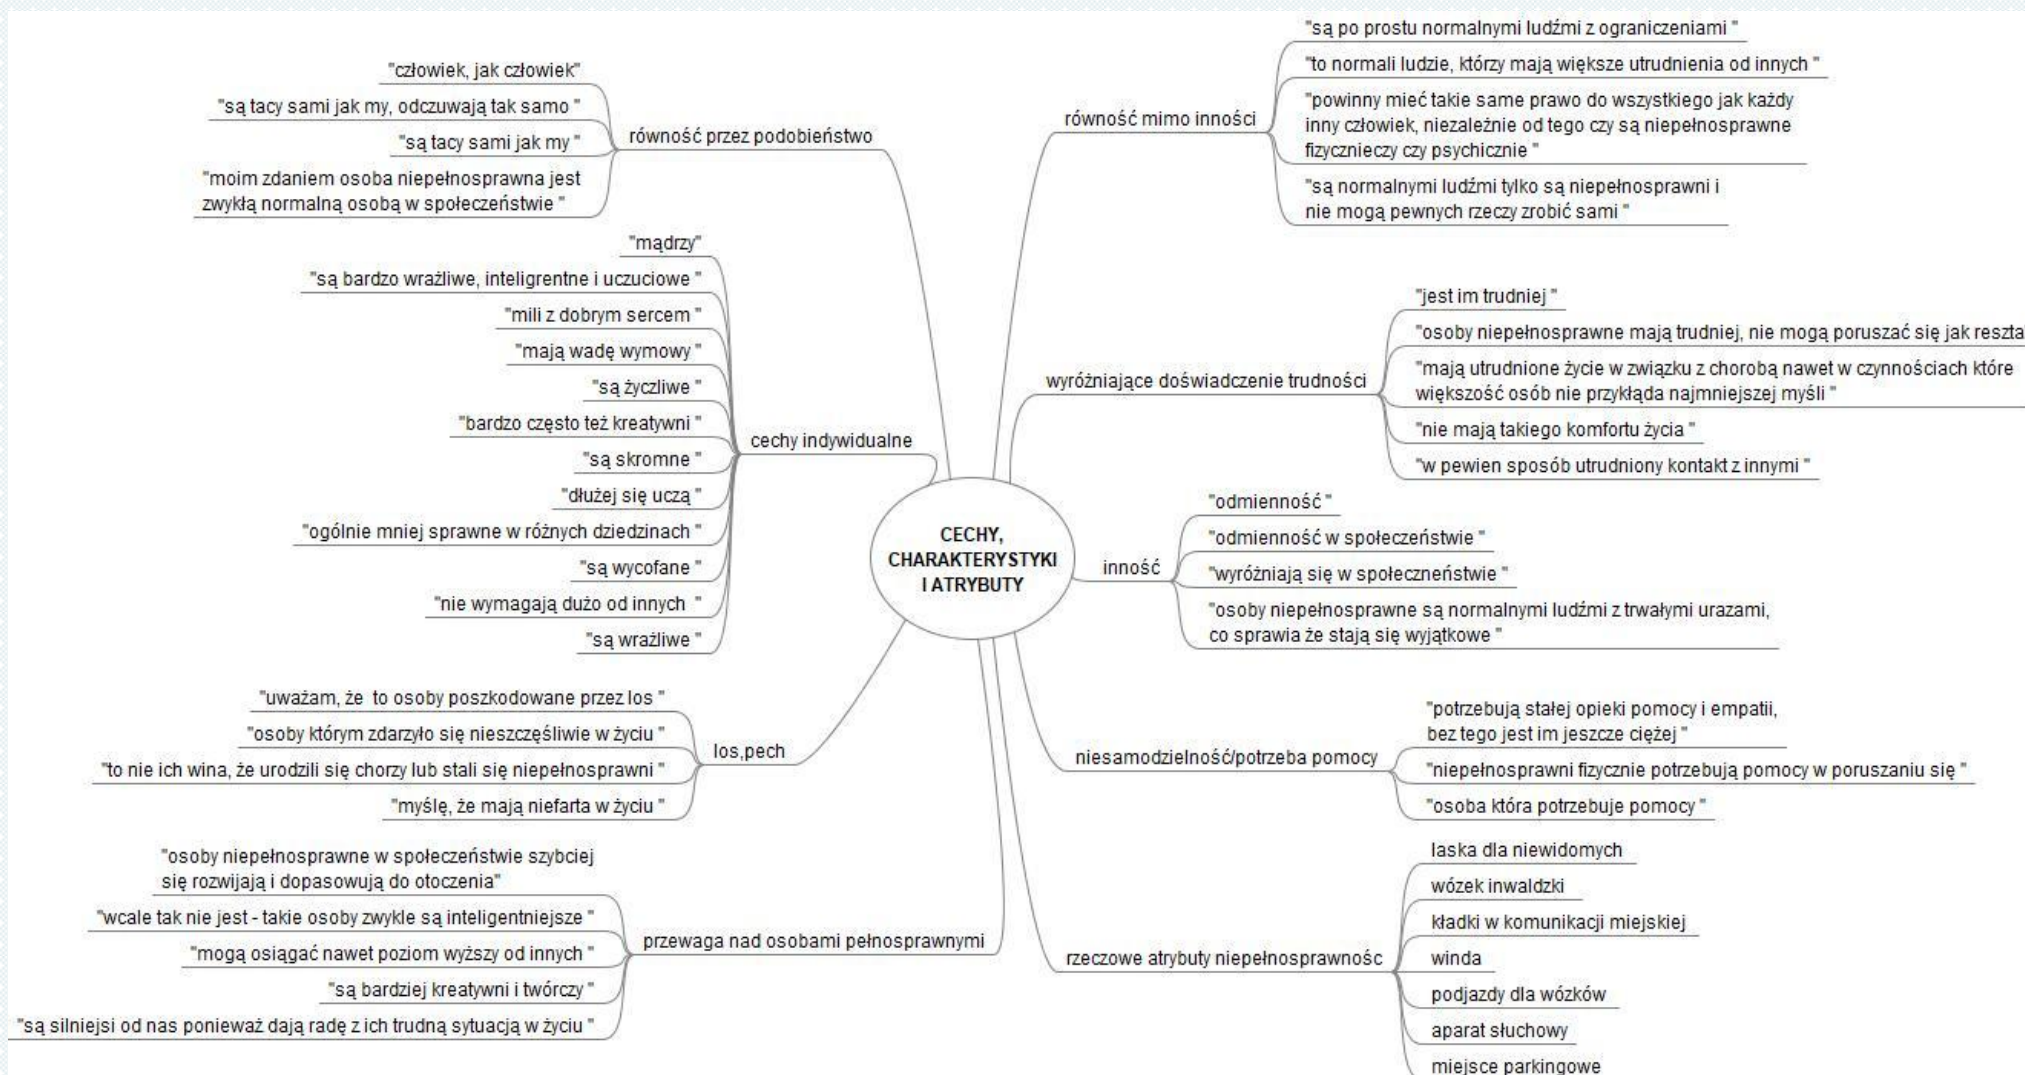 "człowiek, jak człowiek"
"są tacy sami jak my, odczuwają tak samo "
"są tacy sami jak my "
"moim zdaniem osoba niepełnosprawna jest
zwykłą normalną osobą w społeczeństwie "
równość przez podobieństwo
"mądrzy"
"są bardzo wrażliwe, inteligrentne i uczuciowe "
"mili z dobrym sercem "
"mają wadę wymowy "
"są życzliwe "
"bardzo często też kreatywni "
"są skromne "
"dłużej się uczą "
"ogólnie mniej sprawne w różnych dziedzinach "
"są wycofane "
"nie wymagają dużo od innych  "
"są wrażliwe "
cechy indywidualne
"uważam, że  to osoby poszkodowane przez los "
"osoby którym zdarzyło się nieszczęśliwie w życiu "
"to nie ich wina, że urodzili się chorzy lub stali się niepełnosprawni "
"myślę, że mają niefarta w życiu "
los,pech
"osoby niepełnosprawne w społeczeństwie szybciej
się rozwijają i dopasowują do otoczenia"
"wcale tak nie jest - takie osoby zwykle są inteligentniejsze "
"mogą osiągać nawet poziom wyższy od innych "
"są bardziej kreatywni i twórczy "
"są silniejsi od nas ponieważ dają radę z ich trudną sytuacją w życiu "
przewaga nad osobami pełnosprawnymi
CECHY,
CHARAKTERYSTYKI
I ATRYBUTY
równość mimo inności
"są po prostu normalnymi ludźmi z ograniczeniami "
"to normali ludzie, którzy mają większe utrudnienia od innych "
"powinny mieć takie same prawo do wszystkiego jak każdy
inny człowiek, niezależnie od tego czy są niepełnosprawne
fizycznieczy czy psychicznie "
"są normalnymi ludźmi tylko są niepełnosprawni i
nie mogą pewnych rzeczy zrobić sami "
wyróżniające doświadczenie trudności
"jest im trudniej "
"osoby niepełnosprawne mają trudniej, nie mogą poruszać się jak reszta
"mają utrudnione życie w związku z chorobą nawet w czynnościach które
większość osób nie przykłąda najmniejszej myśli "
"nie mają takiego komfortu życia "
"w pewien sposób utrudniony kontakt z innymi "
inność
"odmienność "
"odmienność w społeczeństwie "
"wyróżniają się w społeczneństwie "
"osoby niepełnosprawne są normalnymi ludźmi z trwałymi urazami,
co sprawia że stają się wyjątkowe "
niesamodzielność/potrzeba pomocy
"potrzebują stałej opieki pomocy i empatii,
bez tego jest im jeszcze ciężej "
"niepełnosprawni fizycznie potrzebują pomocy w poruszaniu się "
"osoba która potrzebuje pomocy "
rzeczowe atrybuty niepełnosprawnośc
laska dla niewidomych
wózek inwaldzki
kładki w komunikacji miejskiej
winda
podjazdy dla wózków
aparat słuchowy
miejsce parkingowe